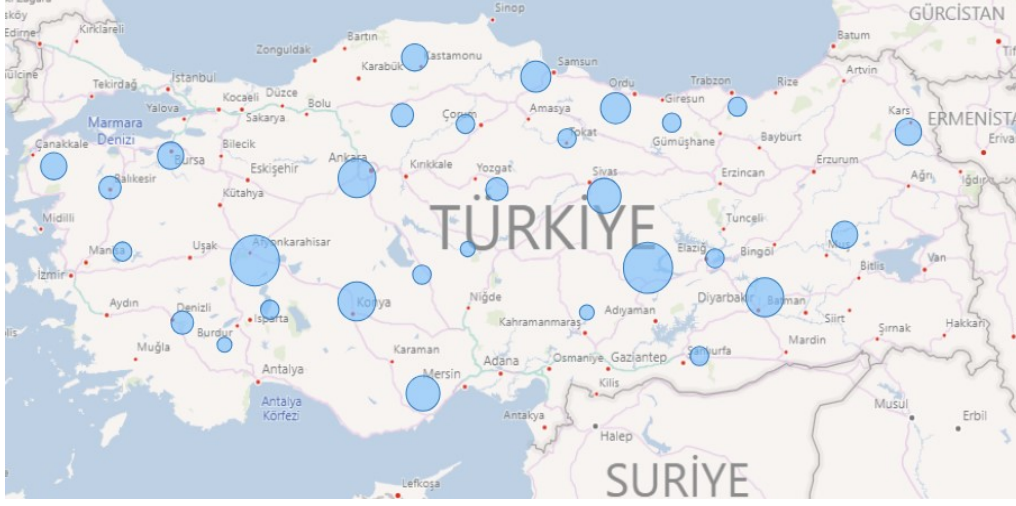 Sinop
GÜRCİSTAN
sköy
Edirne
Kırklareli
Bartın
Batum
Zonguldak
Kastamonu
Karabük
Samsun
Artvin
Tekirdağ
İstanbul
Ordu
Trabzon
Rize
Kocaeli
Düzce
Bolu
Giresun
Kars
Yalova
Sakarya
Çorum
Amasya
ERMENİSTA
Marmara
Denizi
Tokat
Gümüşhane
Bayburt
Eriva
Çanakkale
Bilecik
Bursa
Ankara
Kırıkkale
Yozgat
Erzurum
Eskişehir
Sivas
Erzincan
Ağrı
Iğdır
Balıkesir
Kütahya
Midilli
TÜRKİYE
Tunceli
Manisa
Uşak
Afyonkarahisar
Elazığ
Bingöl
Muş
Van
Bitlis
İzmir
Aydın
Denizli
Konya
Niğde
Diyarbakır
Batman
Isparta
Kahramanmaraş
Adıyaman
Siirt
Hakkari
Burdur
Şırnak
Muğla
Karaman
Mardin
Antalya
Mersin
Adana
Osmaniye
Gaziantep
Şanlıurfa
Kilis
Antalya
Körfezi
Antakya
Musul
Erbil
Halep
SURİYE
Lefkoşa